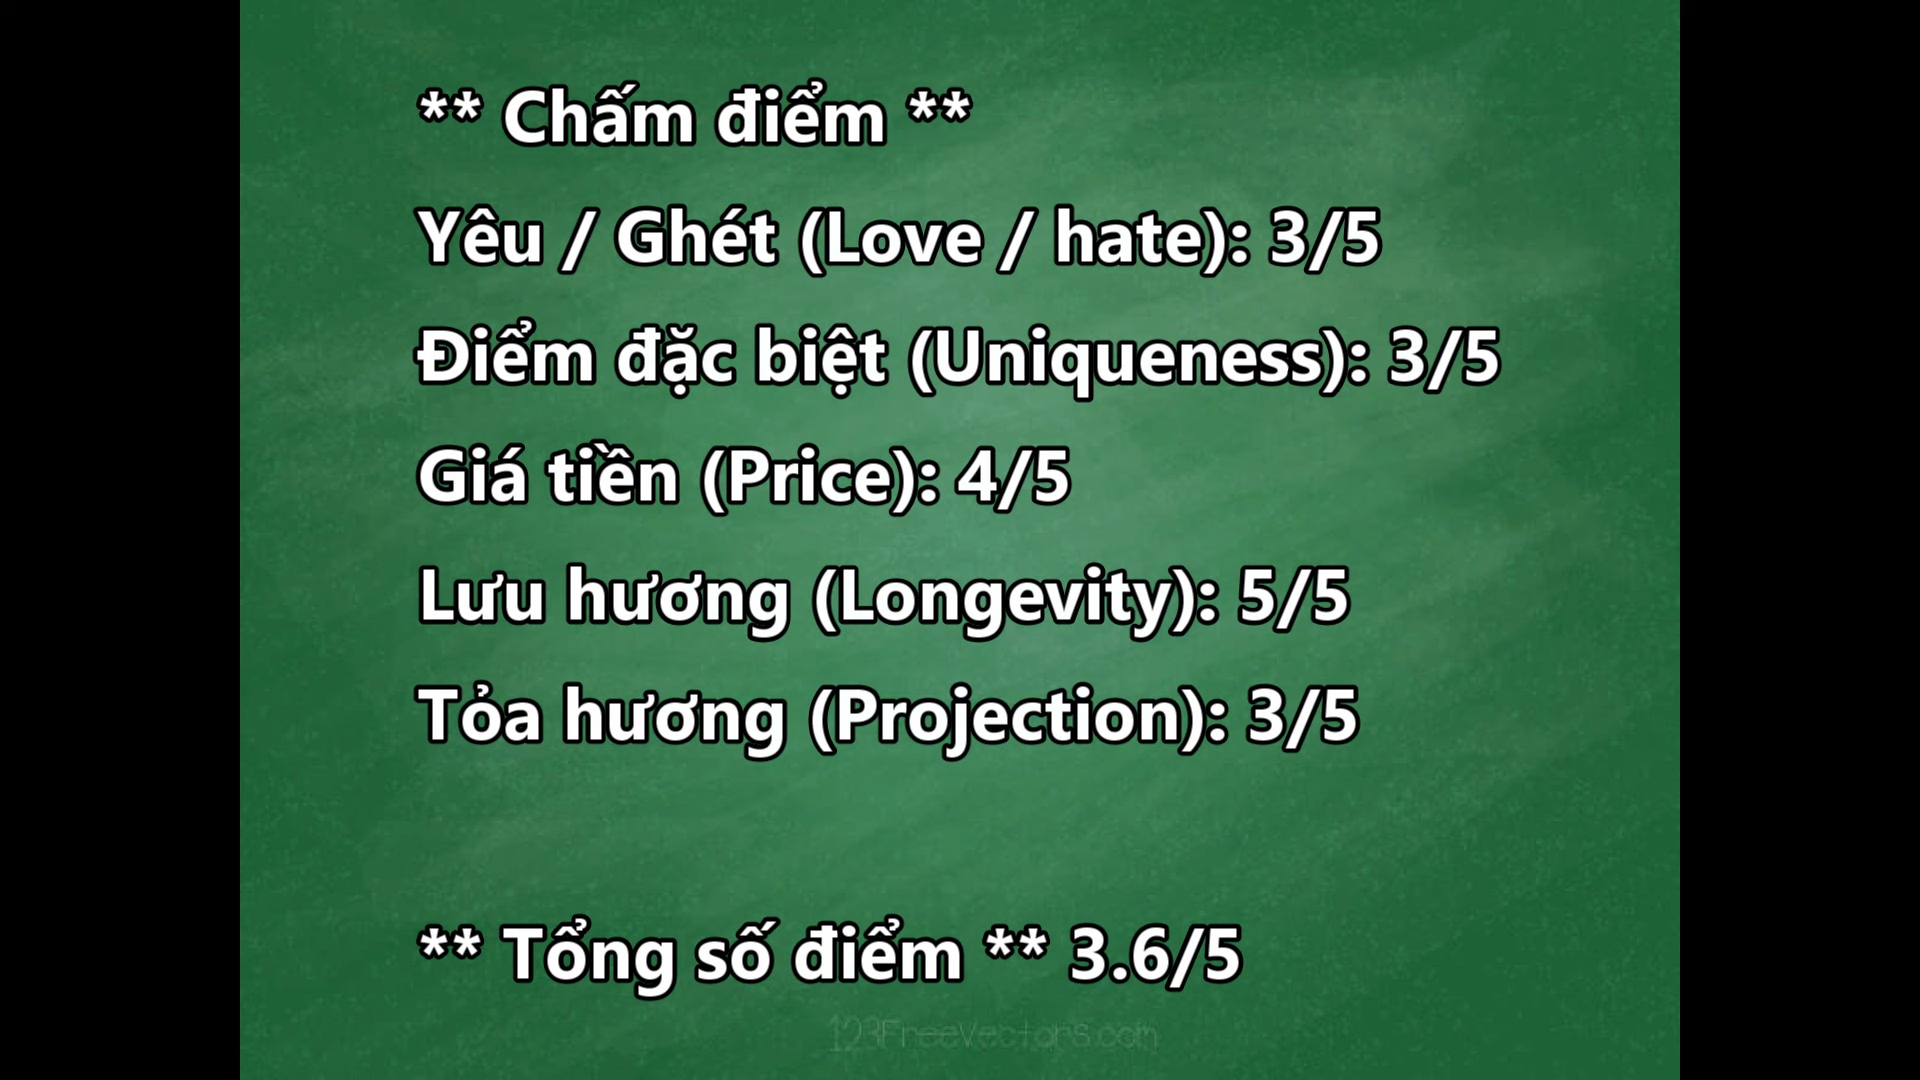 ** Chấm điểm **
Yêu / Ghét (Love / hate): 3/5
Điểm đặc biệt (Uniqueness): 3/5
Giá tiền (Price): 4/5
Lưu hương (Longevity): 5/5
Tỏa hương (Projection): 3/5
** Tổng số điểm ** 3.6/5
123FreeVectors.com